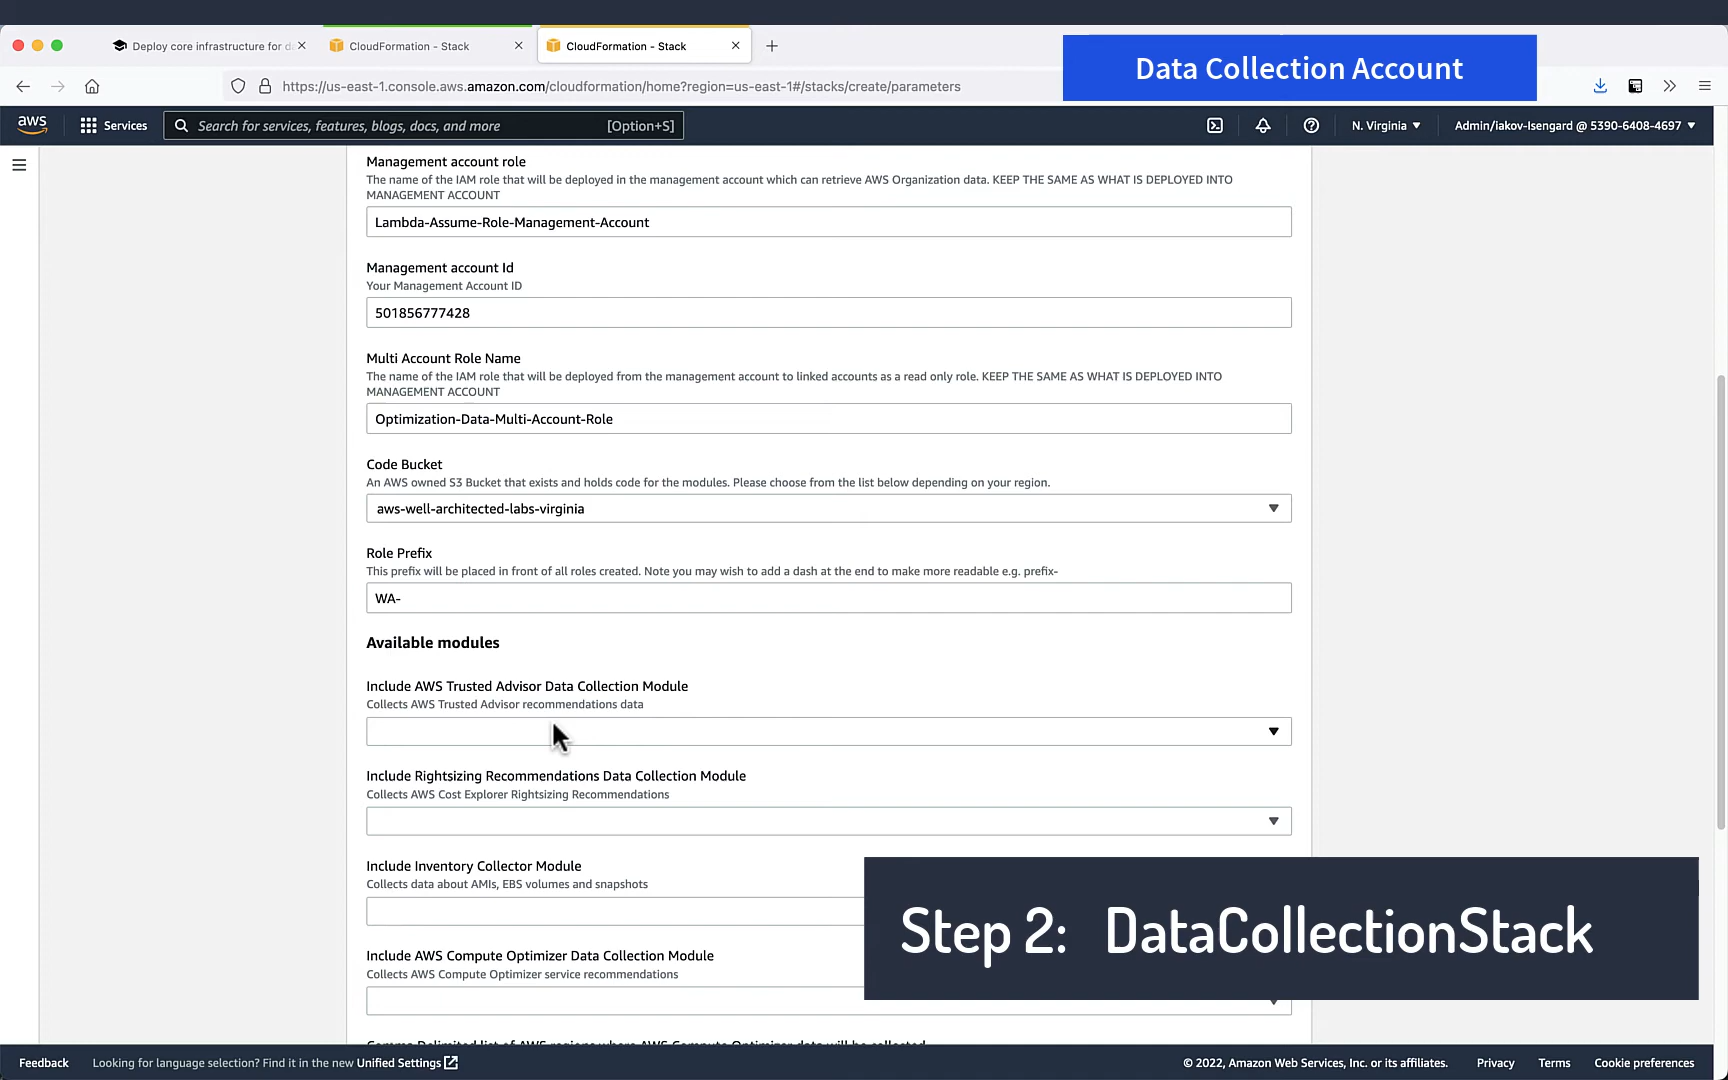 Deploy core infrastructure for d
CloudFormation - Stack
CloudFormation - Stack
Data Collection Account
https://us-east-1.console.aws.amazon.com/cloudformation/home?region=us-east-1#/stacks/create/parameters
aws
Services
Search for services, features, blogs, docs, and more
[Option+S]
N. Virginia
Admin/iakov-Isengard @ 5390-6408-4697
Management account role
The name of the IAM role that will be deployed in the management account which can retrieve AWS Organization data. KEEP THE SAME AS WHAT IS DEPLOYED INTO
MANAGEMENT ACCOUNT
Lambda-Assume-Role-Management-Account
Management account Id
Your Management Account ID
501856777428
Multi Account Role Name
The name of the IAM role that will be deployed from the management account to linked accounts as a read only role. KEEP THE SAME AS WHAT IS DEPLOYED INTO
MANAGEMENT ACCOUNT
Optimization-Data-Multi-Account-Role
Code Bucket
An AWS owned S3 Bucket that exists and holds code for the modules. Please choose from the list below depending on your region.
aws-well-architected-labs-virginia
Role Prefix
This prefix will be placed in front of all roles created. Note you may wish to add a dash at the end to make more readable e.g. prefix-
WA-
Available modules
Include AWS Trusted Advisor Data Collection Module
Collects AWS Trusted Advisor recommendations data
Include Rightsizing Recommendations Data Collection Module
Collects AWS Cost Explorer Rightsizing Recommendations
Include Inventory Collector Module
Collects data about AMIs, EBS volumes and snapshots
Step 2: DataCollectionStack
Include AWS Compute Optimizer Data Collection Module
Collects AWS Compute Optimizer service recommendations
Comma Delimited list of AWS regions where AWS Compute Optimizer data will be collected
Feedback
Looking for language selection? Find it in the new Unified Settings
© 2022, Amazon Web Services, Inc. or its affiliates.
Privacy
Terms
Cookie preferences